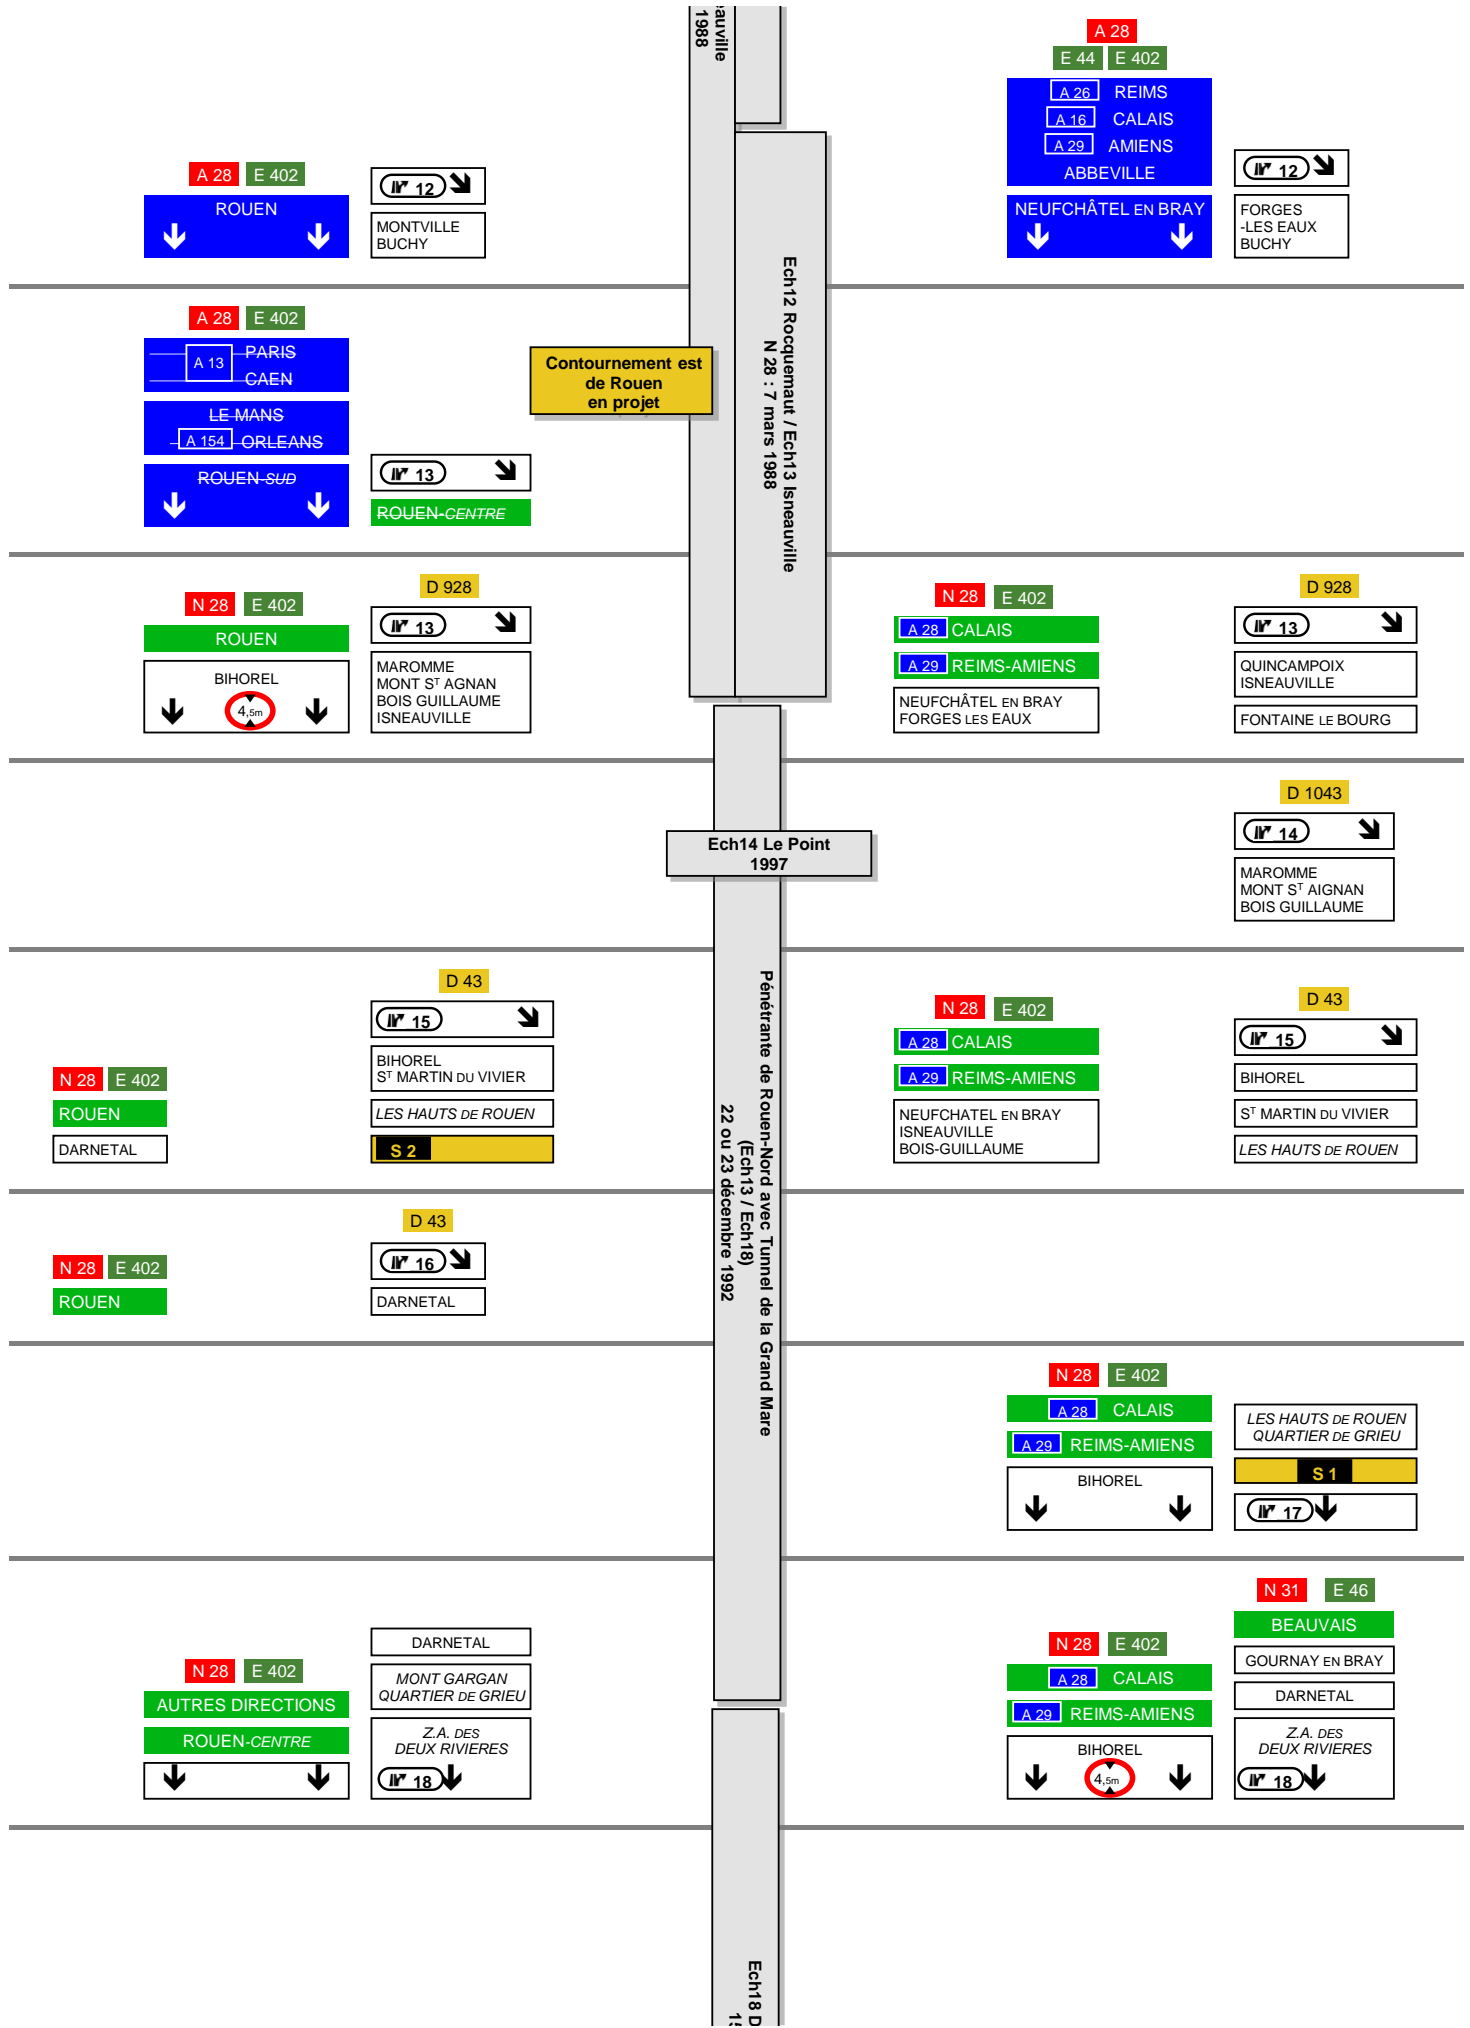 eauville
1988
A 28
E 44 E 402
A 26 REIMS
A 16 CALAIS
A 29 AMIENS
ABBEVILLE
NEUFCHÂTEL EN BRAY
12
FORGES
-LES EAUX
BUCHY
A 28 E 402
ROUEN
12
MONTVILLE
BUCHY
Ech12 Rocquemaut / Ech13 Isneauville
N 28 : 7 mars 1988
A 28 E 402
A 13
PARIS
CAEN
LE MANS
A 154 ORLEANS
ROUEN-SUD
13
ROUEN-CENTRE
Contournement est
de Rouen
en projet
N 28 E 402
ROUEN
BIHOREL
4,5m
D 928
13
MAROMME
MONT ST AGNAN
BOIS GUILLAUME
ISNEAUVILLE
N 28 E 402
A 28 CALAIS
A 29 REIMS-AMIENS
NEUFCHÂTEL EN BRAY
FORGES LES EAUX
D 928
13
QUINCAMPOIX
ISNEAUVILLE
FONTAINE LE BOURG
Ech14 Le Point
1997
D 1043
14
MAROMME
MONT ST AIGNAN
BOIS GUILLAUME
Pénétrante de Rouen-Nord avec Tunnel de la Grand Mare
(Ech13 / Ech18)
22 ou 23 décembre 1992
N 28 E 402
ROUEN
DARNETAL
D 43
15
BIHOREL
ST MARTIN DU VIVIER
LES HAUTS DE ROUEN
S 2
N 28 E 402
A 28 CALAIS
A 29 REIMS-AMIENS
NEUFCHATEL EN BRAY
ISNEAUVILLE
BOIS-GUILLAUME
D 43
15
BIHOREL
ST MARTIN DU VIVIER
LES HAUTS DE ROUEN
N 28 E 402
ROUEN
D 43
16
DARNETAL
N 28 E 402
A 28 CALAIS
A 29 REIMS-AMIENS
BIHOREL
LES HAUTS DE ROUEN
QUARTIER DE GRIEU
S 1
17
N 28 E 402
AUTRES DIRECTIONS
ROUEN-CENTRE
DARNETAL
MONT GARGAN
QUARTIER DE GRIEU
Z.A. DES
DEUX RIVIERES
18
N 28 E 402
A 28 CALAIS
A 29 REIMS-AMIENS
BIHOREL
4,5m
N 31 E 46
BEAUVAIS
GOURNAY EN BRAY
DARNETAL
Z.A. DES
DEUX RIVIERES
18
Ech18 D
15